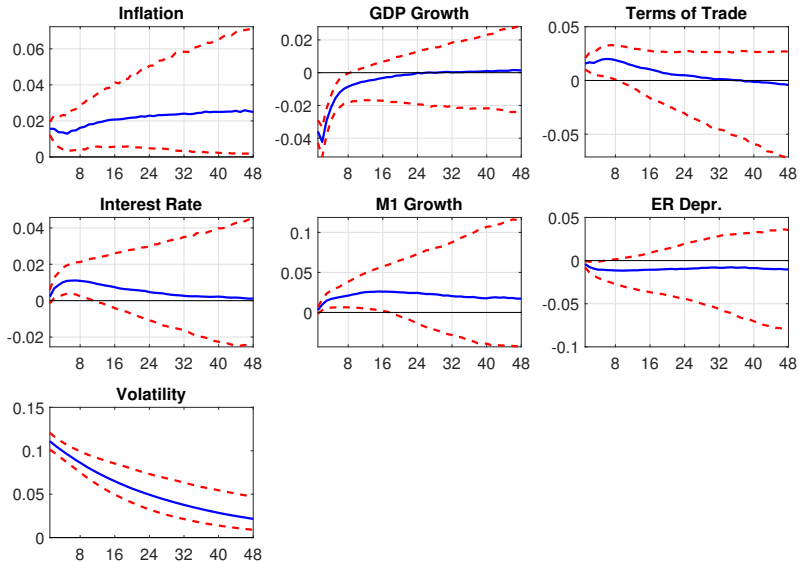 Inflation
0.06
0.04
0.02
0
8 16 24 32 40 48
GDP Growth
0.02
0
-0.02
-0.04
8 16 24 32 40 48
Terms of Trade
0.05
0
-0.05
8 16 24 32 40 48
Interest Rate
0.04
0.02
0
-0.02
8 16 24 32 40 48
M1 Growth
0.1
0.05
0
8 16 24 32 40 48
ER Depr.
0.05
0
-0.05
-0.1
8 16 24 32 40 48
Volatility
0.15
0.1
0.05
0
8 16 24 32 40 48